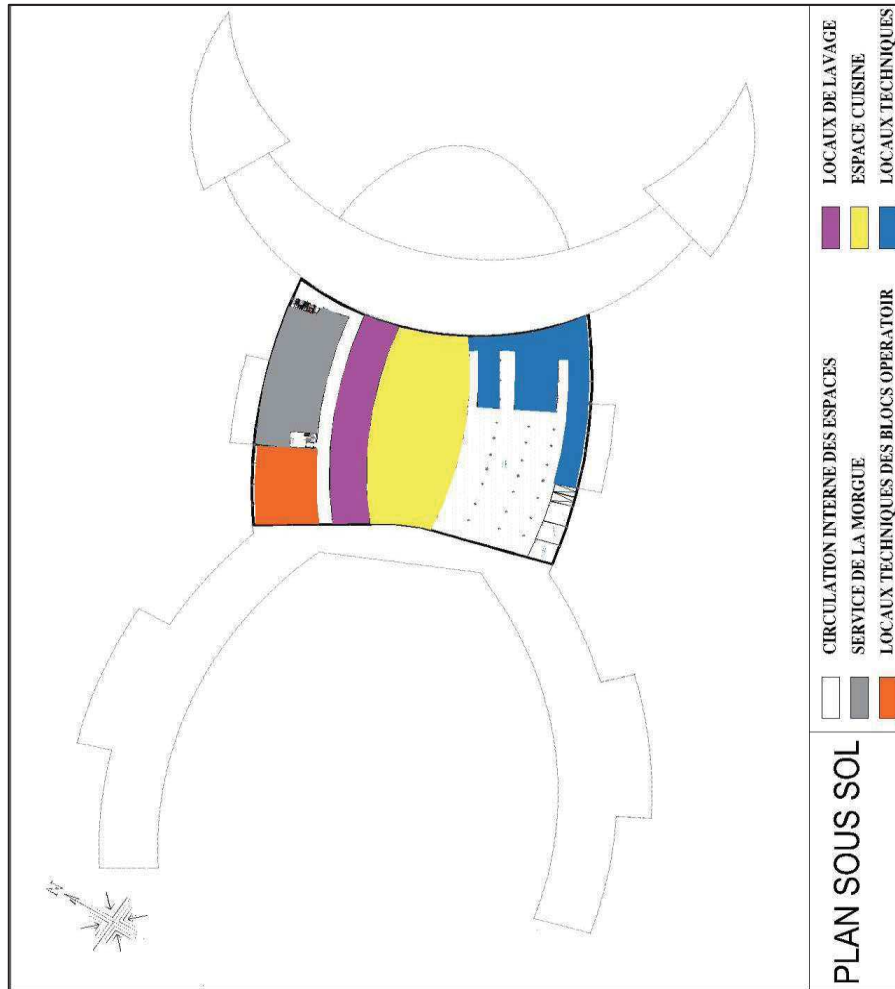 PLAN SOUS SOL
CIRCULATION INTERNE DES ESPACES
SERVICE DE LA MORGUE
LOCAUX TECHNIQUES DES BLOCS OPERATOIR
LOCAUX DE LAVAGE
ESPACE CUISINE
LOCAUX TECHNIQUES
N